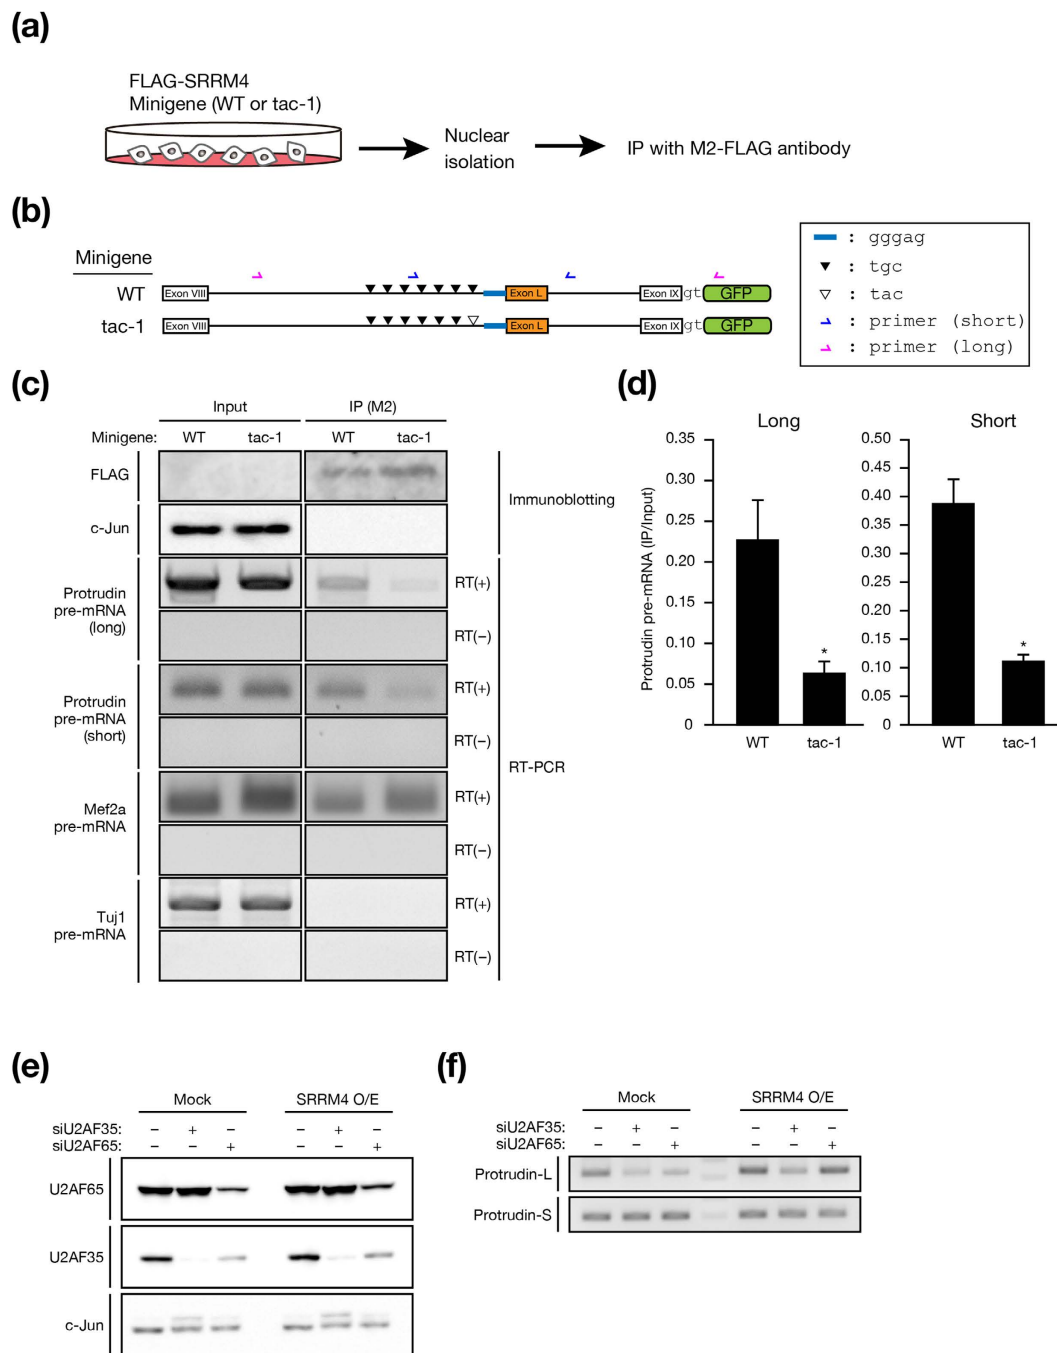 (a)
FLAG-SRRM4
Minigene (WT or tac-1)
Nuclear
isolation
IP with M2-FLAG antibody
(b)
Minigene
WT
Exon VIII
Exon L
Exon IX
gt
GFP
tac-1
Exon VIII
Exon L
Exon IX
gt
GFP
: gggag
: tgc
: tac
: primer (short)
: primer (long)
(c)
Input
IP (M2)
Minigene:
WT
tac-1
WT
tac-1
FLAG
c-Jun
Immunoblotting
Protrudin
pre-mRNA
(long)
RT(+)
RT(−)
Protrudin
pre-mRNA
(short)
RT(+)
RT(−)
RT-PCR
Mef2a
pre-mRNA
RT(+)
RT(−)
Tuj1
pre-mRNA
RT(+)
RT(−)
(d)
Long
Protrudin pre-mRNA (IP/Input)
0.35
0.30
0.25
0.20
0.15
0.10
0.05
0
*
WT
tac-1
Short
0.50
0.45
0.40
0.35
0.30
0.25
0.20
0.15
0.10
0.05
0
*
WT
tac-1
(e)
Mock
SRRM4 O/E
siU2AF35: − + − − + −
siU2AF65: − − + − − +
U2AF65
U2AF35
c-Jun
(f)
Mock
SRRM4 O/E
siU2AF35: − + − − + −
siU2AF65: − − + − − +
Protrudin-L
Protrudin-S